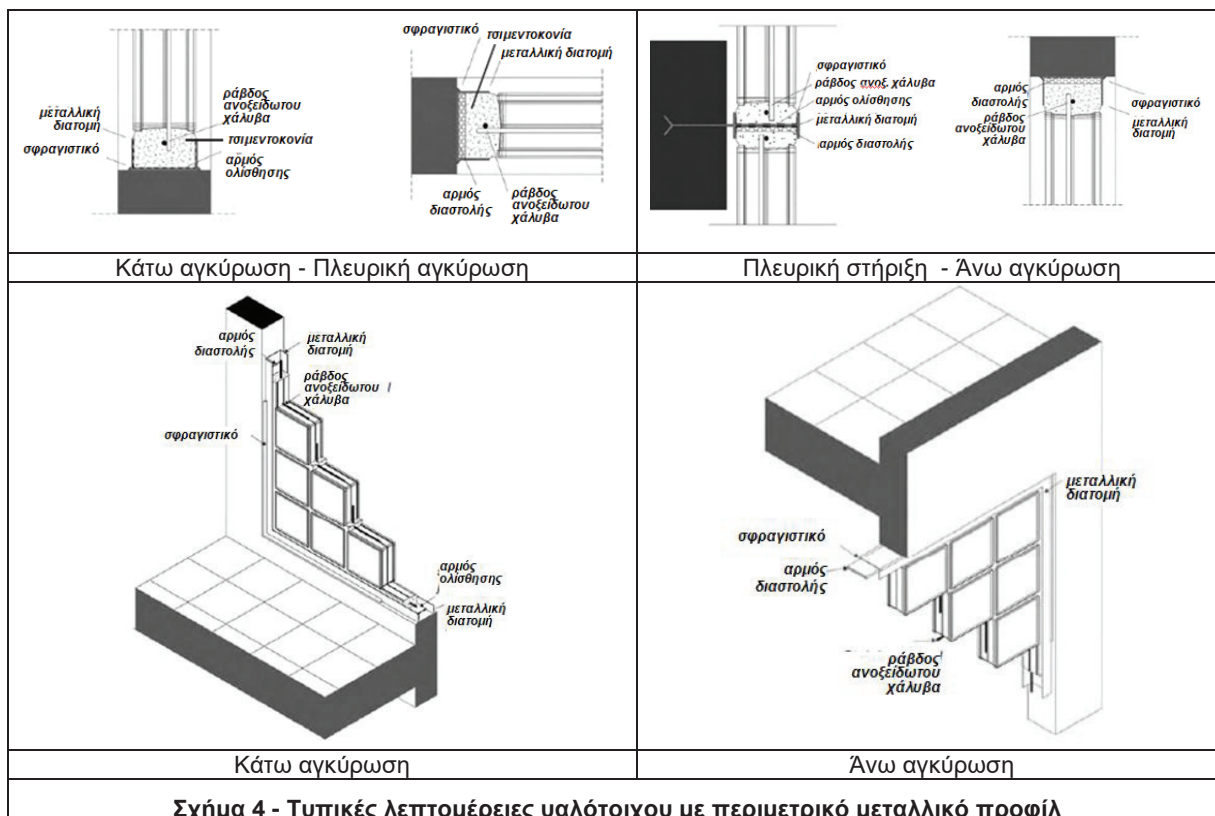 σφραγιστικό τσιμεντοκονία
μεταλλική διατομή
ράβδος
ανοξείδωτου
χάλυβα
μεταλλική
διατομή
τσιμεντοκονία
σφραγιστικό
αρμός
ολίσθησης
αρμός
διαστολής
ράβδος
ανοξείδωτου
χάλυβα
σφραγιστικό
ράβδος ανοξ. χάλυβα
αρμός ολίσθησης
μεταλλική διατομή
αρμός διαστολής
αρμός
διαστολής
ράβδος
ανοξείδωτου
χάλυβα
σφραγιστικό
μεταλλική
διατομή
Κάτω αγκύρωση - Πλευρική αγκύρωση
Πλευρική στήριξη - Άνω αγκύρωση
αρμός
διαστολής
μεταλλική
διατομή
ράβδος
ανοξείδωτου
χάλυβα
σφραγιστικό
αρμός
ολίσθησης
μεταλλική
διατομή
μεταλλική
διατομή
σφραγιστικό
αρμός
διαστολής
ράβδος
ανοξείδωτου
χάλυβα
Κάτω αγκύρωση
Άνω αγκύρωση
Σχήμα 4 - Τυπικές λεπτομέρειες υαλότοιχου με περιμετρικό μεταλλικό προφίλ